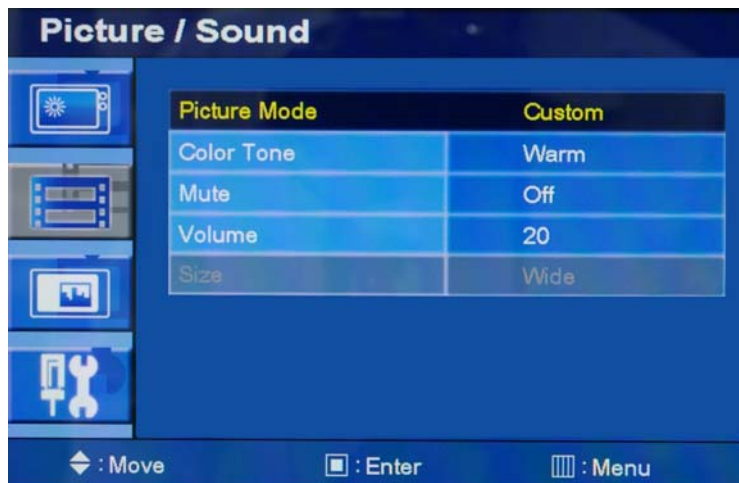 Picture / Sound
Picture Mode Custom
Color Tone Warm
Mute Off
Volume 20
Size Wide
: Move : Enter : Menu